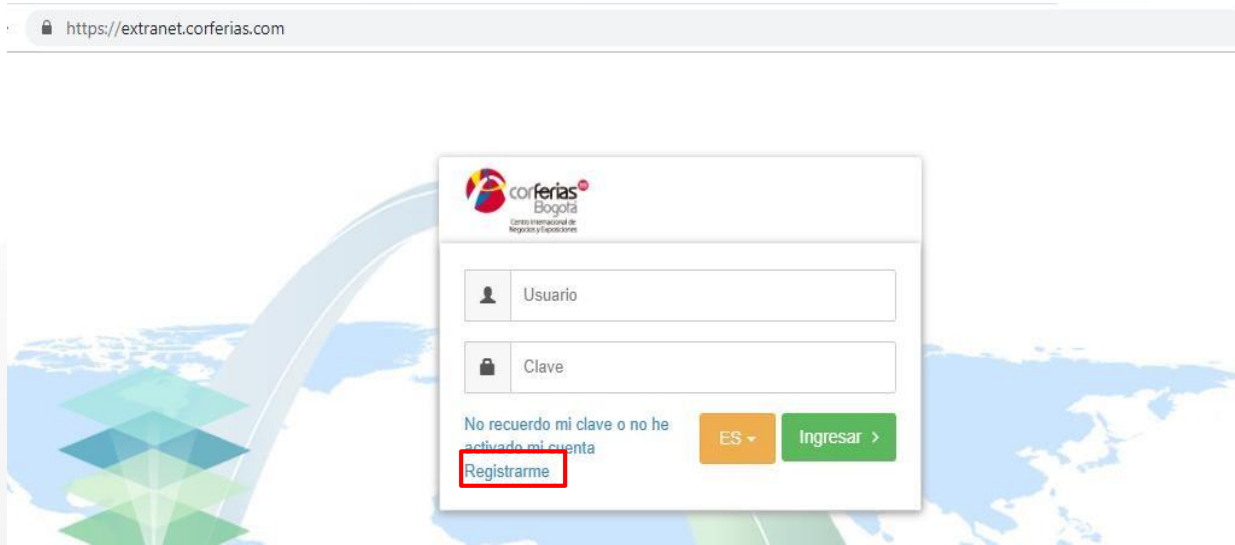 https://extranet.corferias.com
corferias
Bogotá
Centro Internacional de
Negocios y Exposiciones
Usuario
Clave
No recuerdo mi clave o no he
activado mi cuenta
Registrarme
ES
Ingresar >